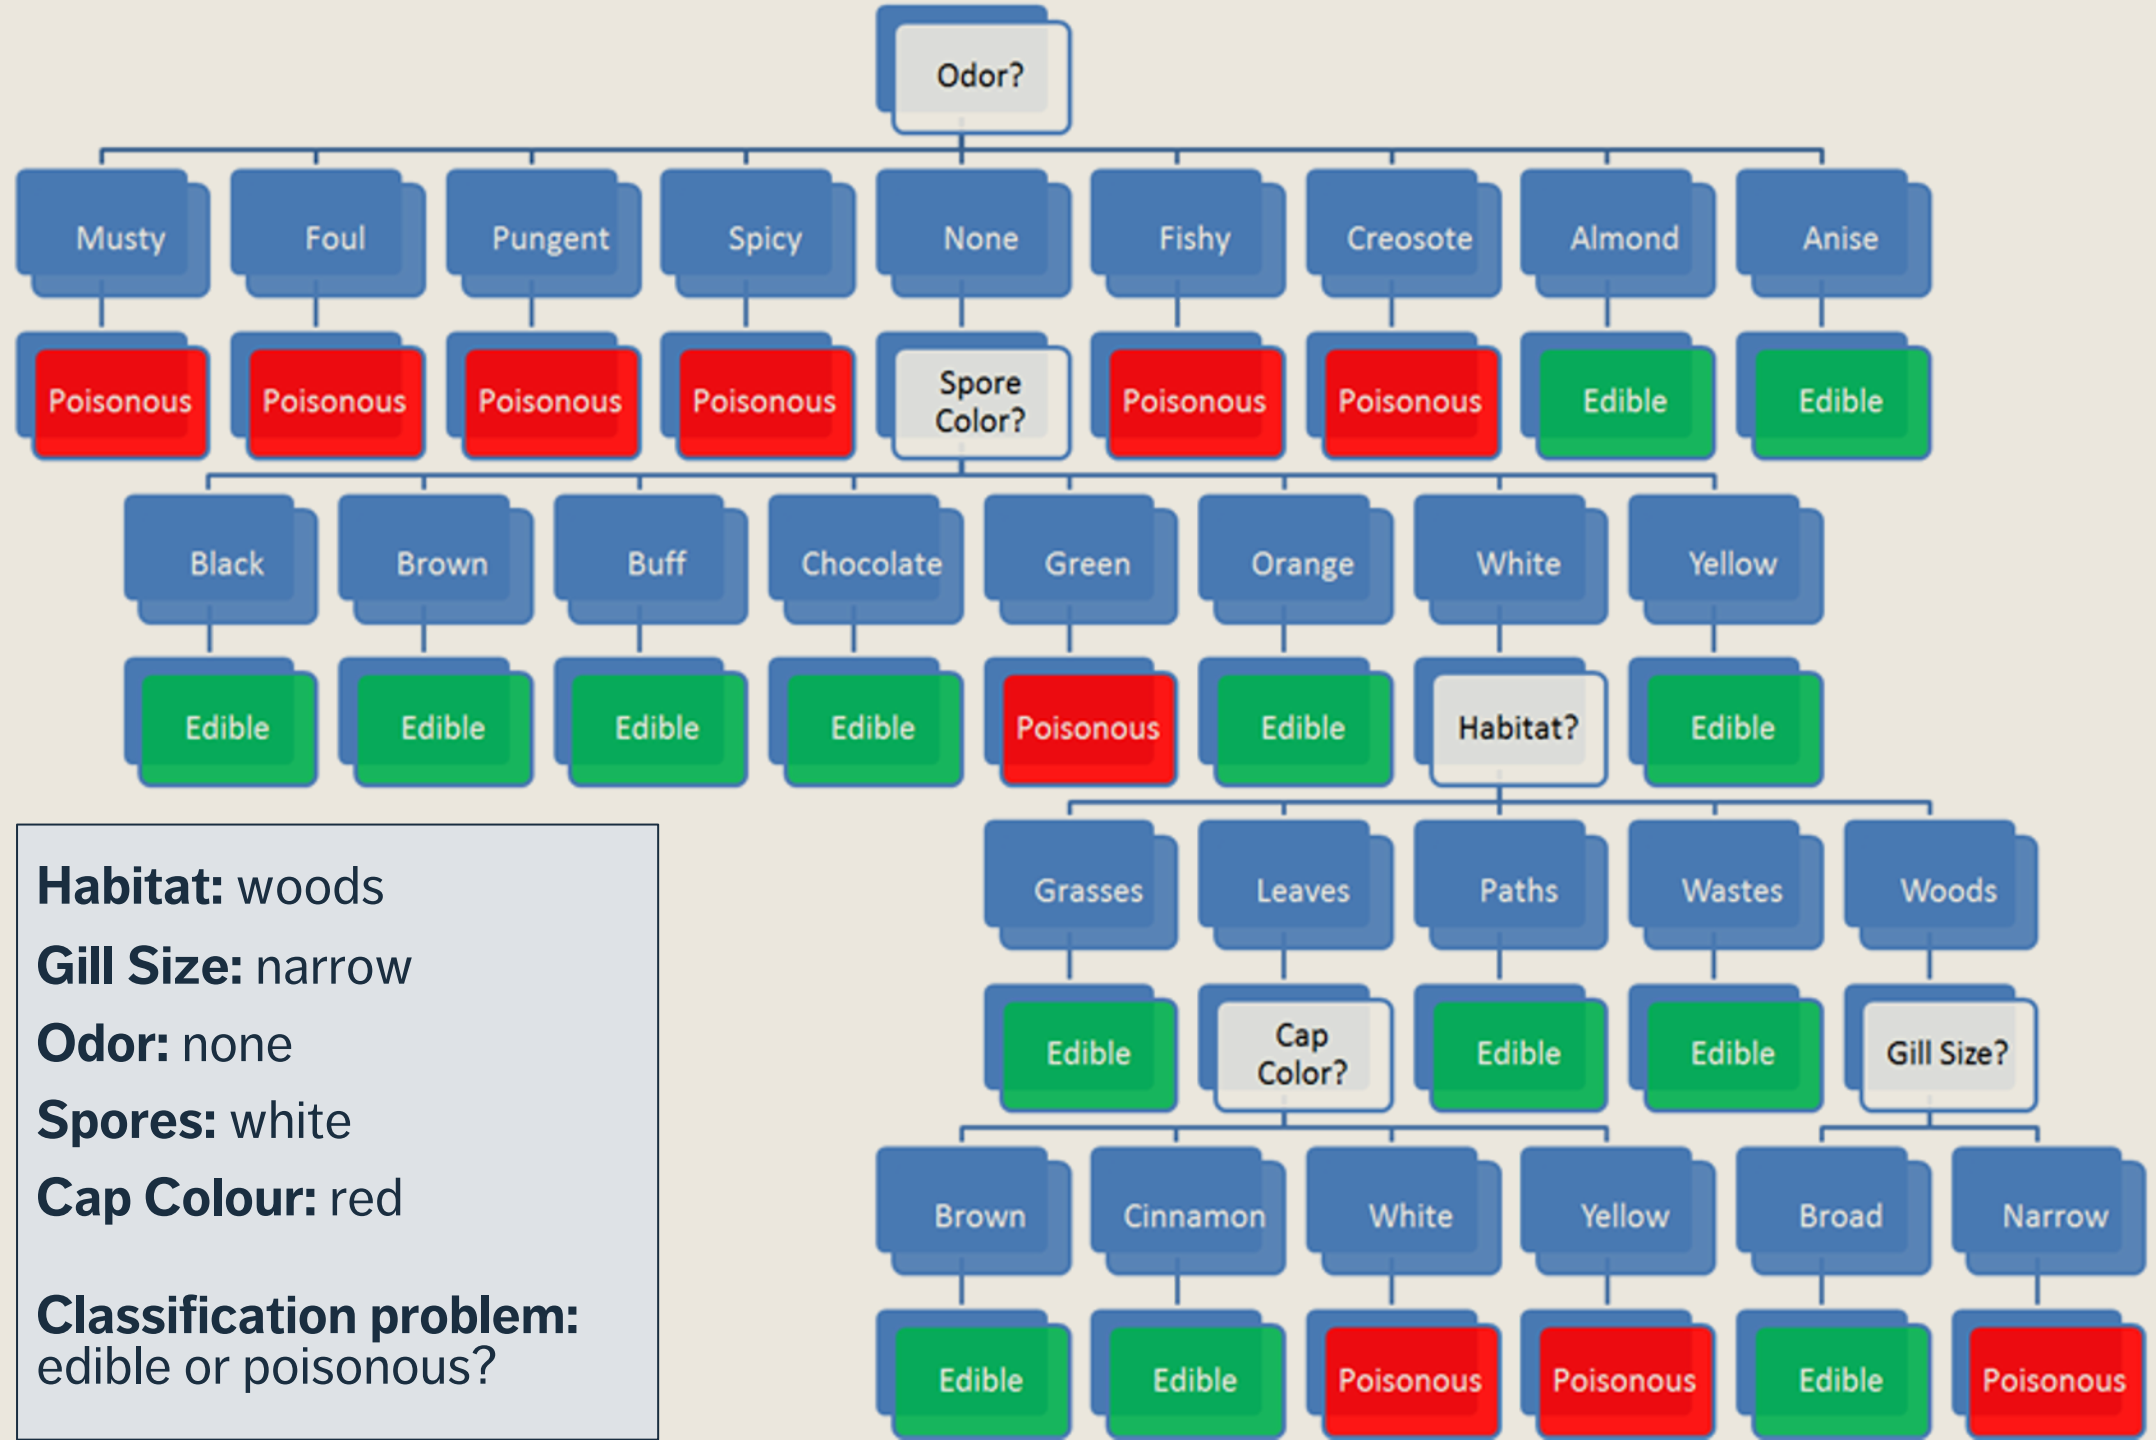 Odor?
Musty
Foul
Pungent
Spicy
None
Fishy
Creosote
Almond
Anise
Poisonous
Poisonous
Poisonous
Poisonous
Spore
Color?
Poisonous
Poisonous
Edible
Edible
Black
Brown
Buff
Chocolate
Green
Orange
White
Yellow
Edible
Edible
Edible
Edible
Poisonous
Edible
Habitat?
Edible
Grasses
Leaves
Paths
Wastes
Woods
Edible
Cap
Color?
Edible
Edible
Gill Size?
Brown
Cinnamon
White
Yellow
Broad
Narrow
Edible
Edible
Poisonous
Poisonous
Edible
Poisonous
Habitat: woods
Gill Size: narrow
Odor: none
Spores: white
Cap Colour: red
Classification problem:
edible or poisonous?